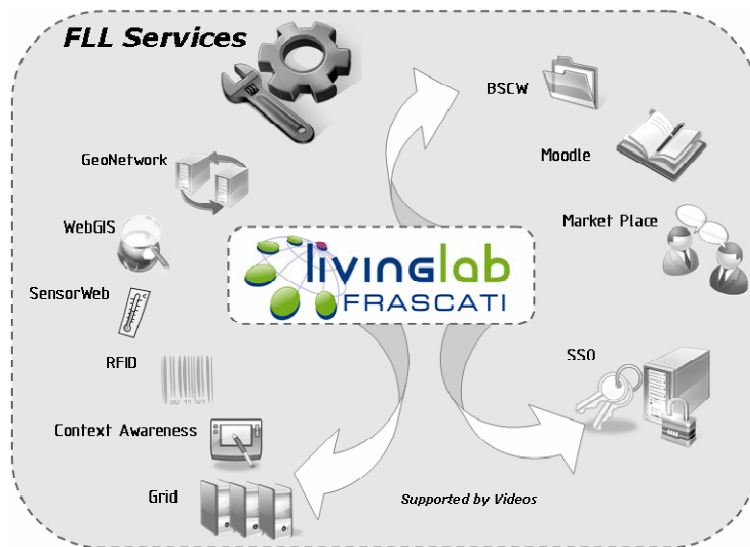 FLL Services
BSCW
Moodle
GeoNetwork
Market Place
WebGIS
livinglab
FRASCATI
SensorWeb
RFID
SSO
Context Awareness
Grid
Supported by Videos